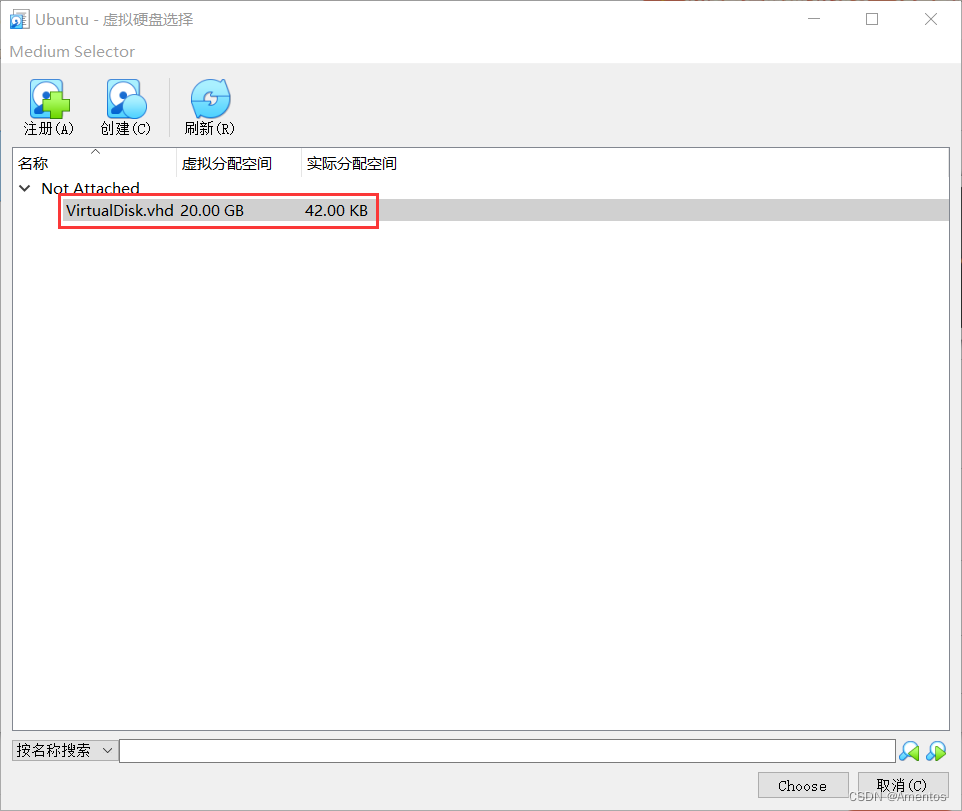 Ubuntu - 虚拟硬盘选择
Medium Selector
注册(A) 创建(C) 刷新(R)
名称 虚拟分配空间 实际分配空间
Not Attached
VirtualDisk.vhd 20.00 GB 42.00 KB
按名称搜索
Choose 取消(C)
CSDN @Amentos